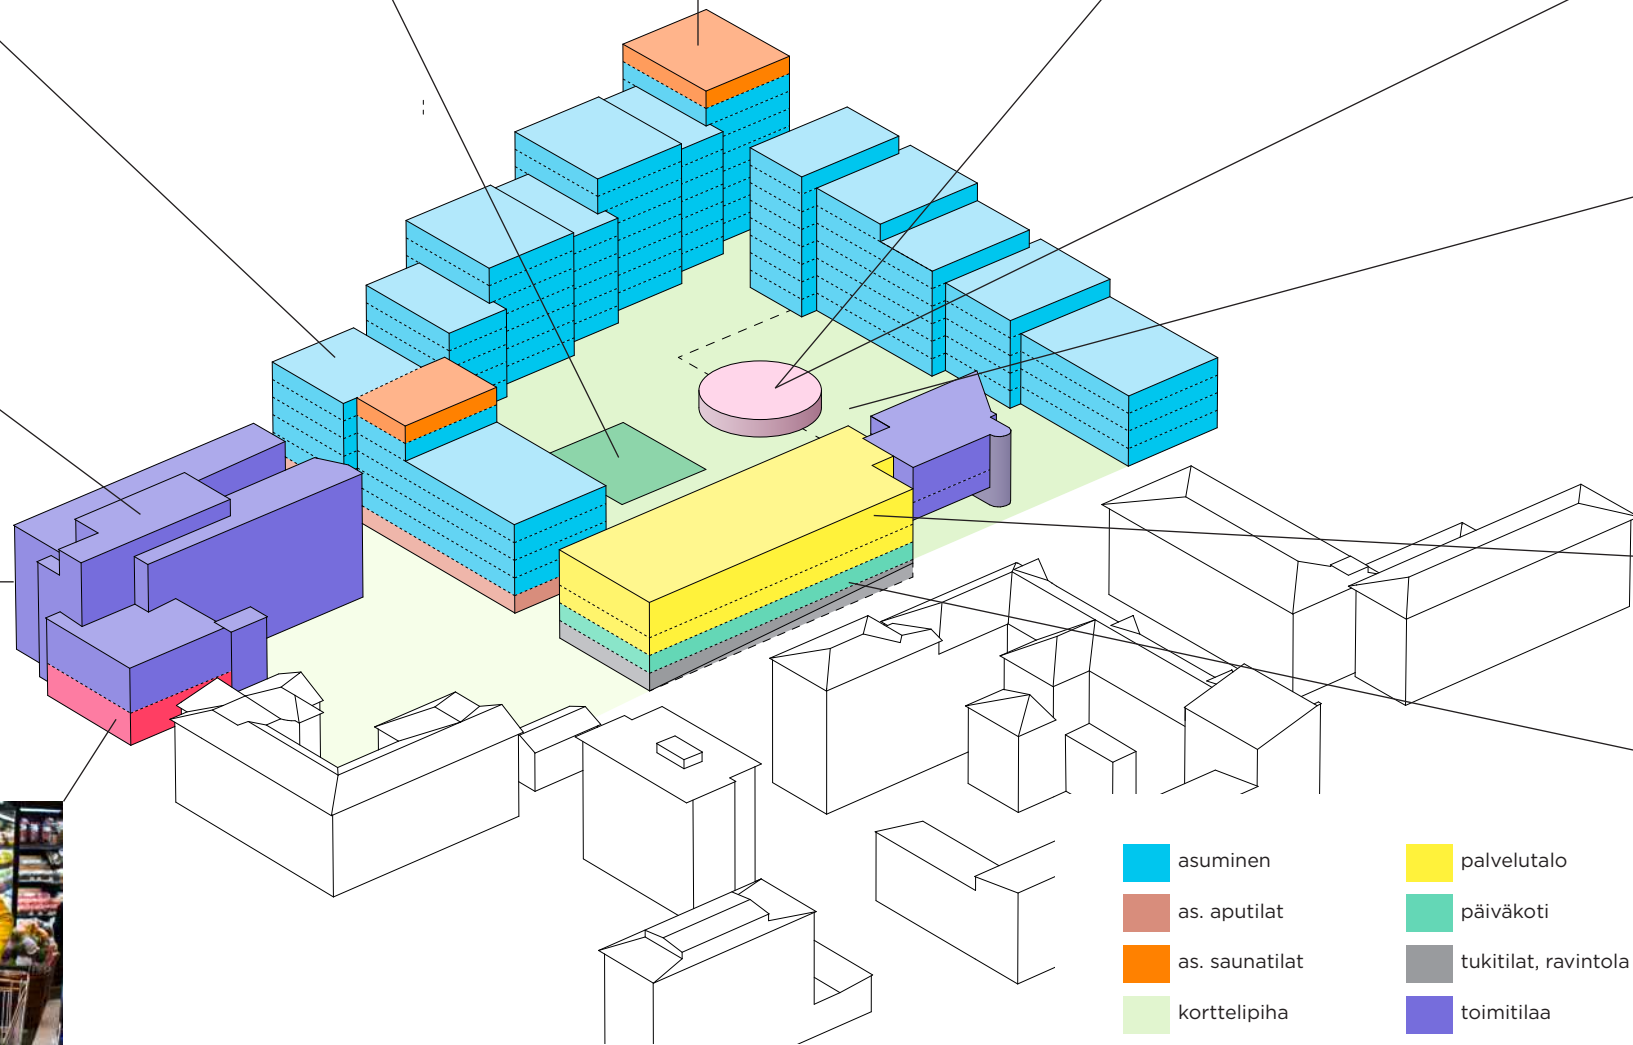 asuminen
as. aputilat
as. saunatilat
korttelipiha
palvelutalo
päiväkoti
tukitilat, ravintola
toimitilaa